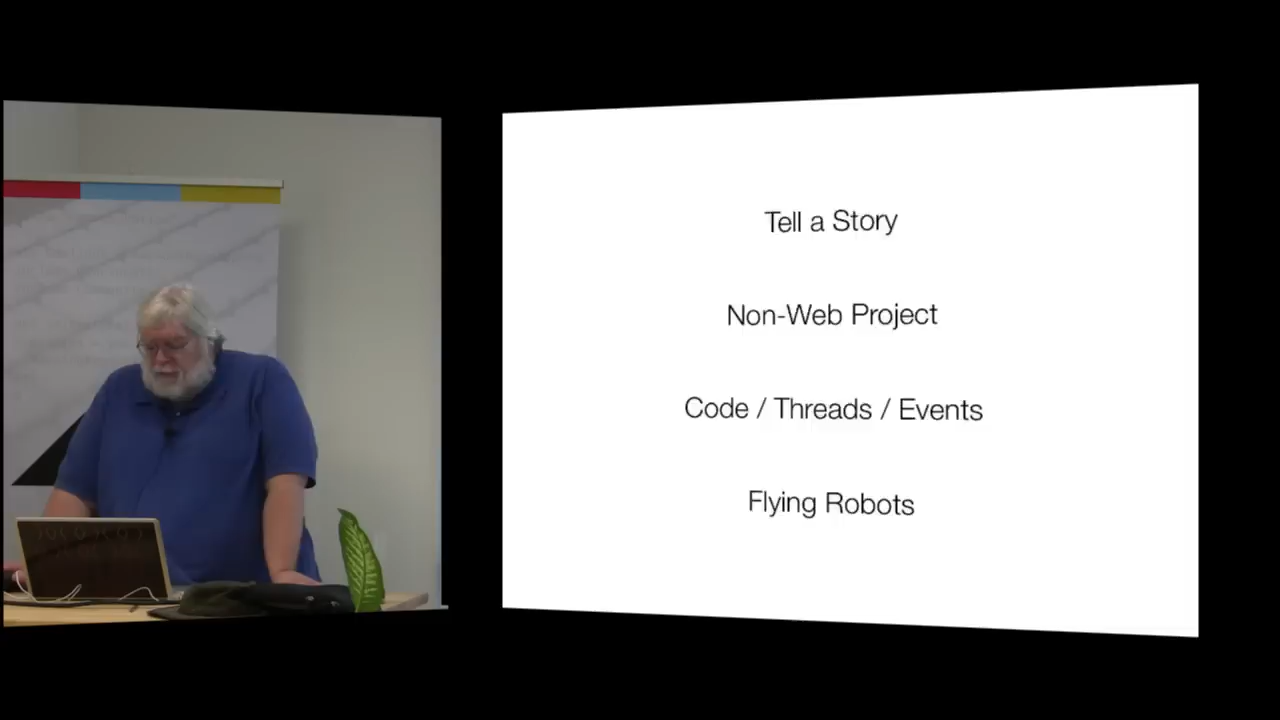 Tell a Story
Non-Web Project
Code / Threads / Events
Flying Robots